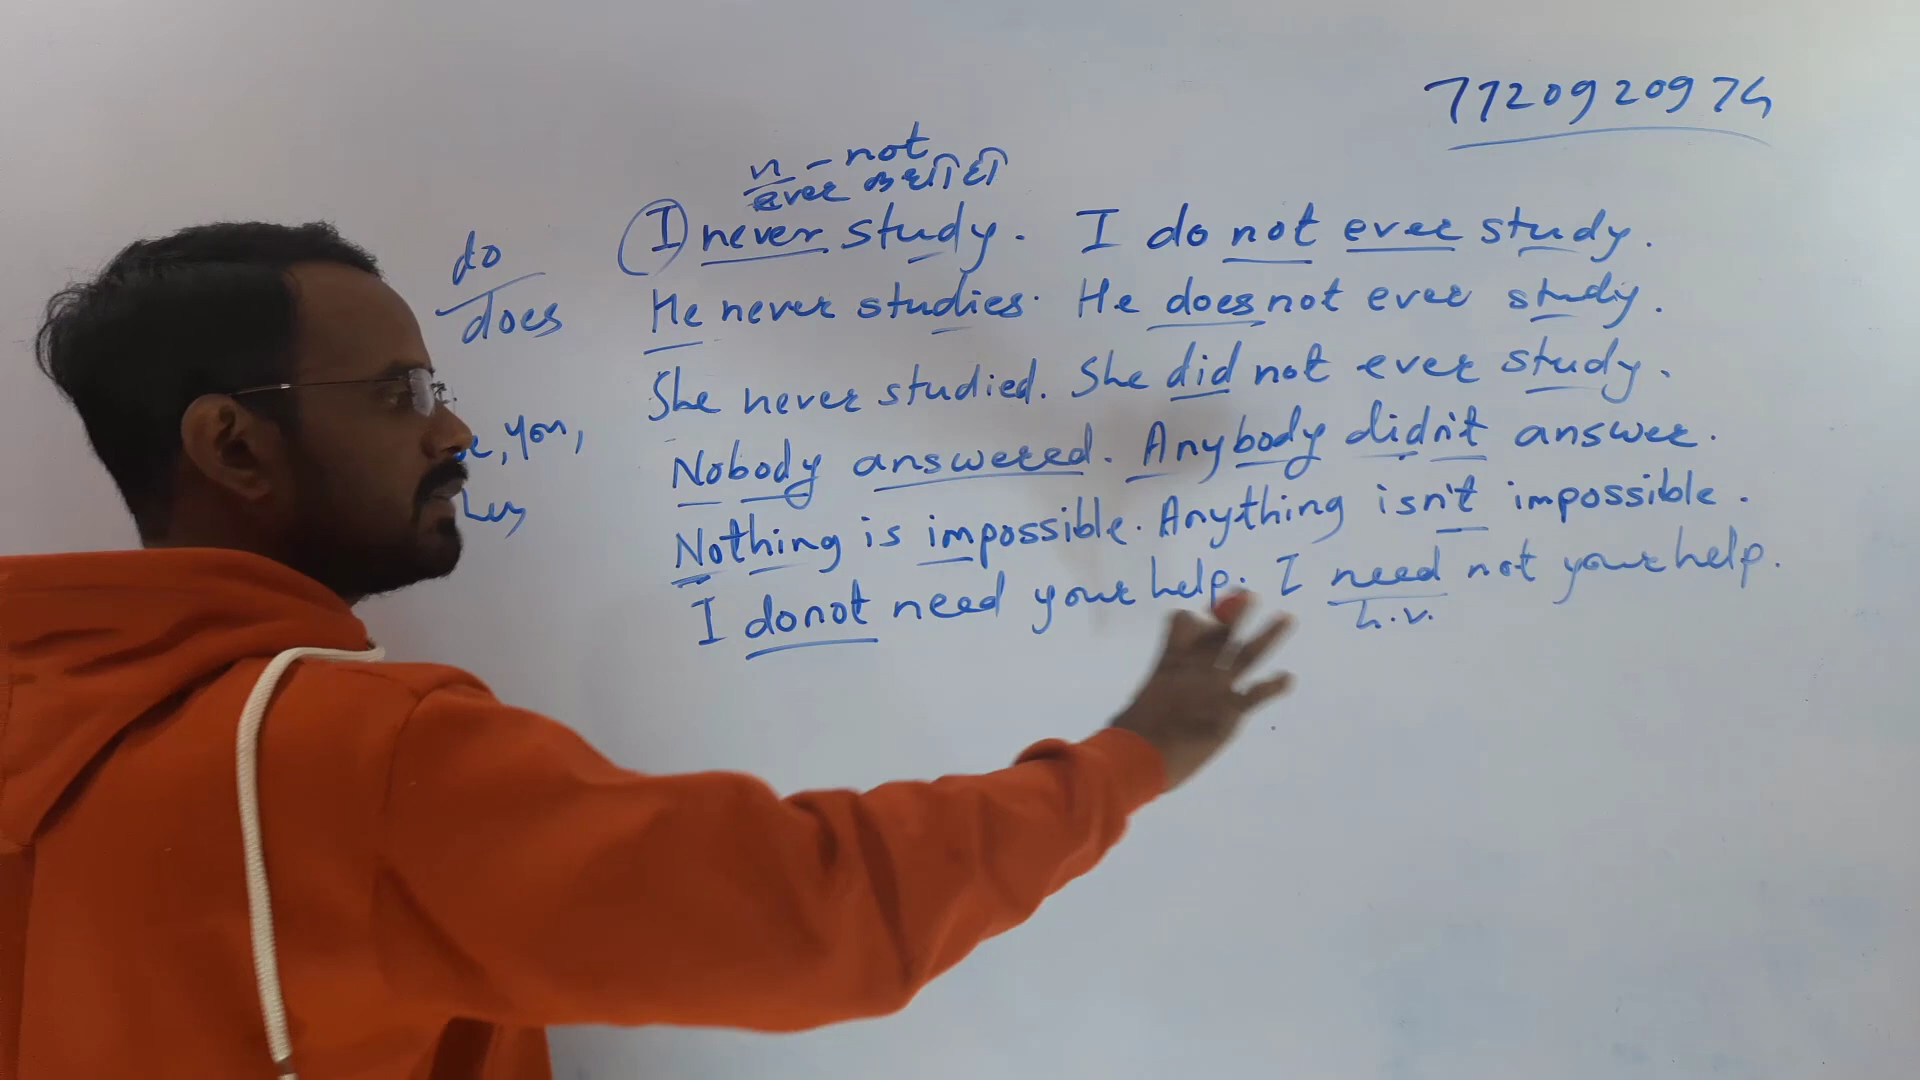 7720920974
n - not
ever कधीही
do
does
I never study. I do not ever study.
He never studies. He does not ever study.
She never studied. She did not ever study.
you,
Nobody answered. Anybody didn't answer.
Nothing is impossible. Anything isn't impossible.
I donot need your help. I need not your help.
h.v.